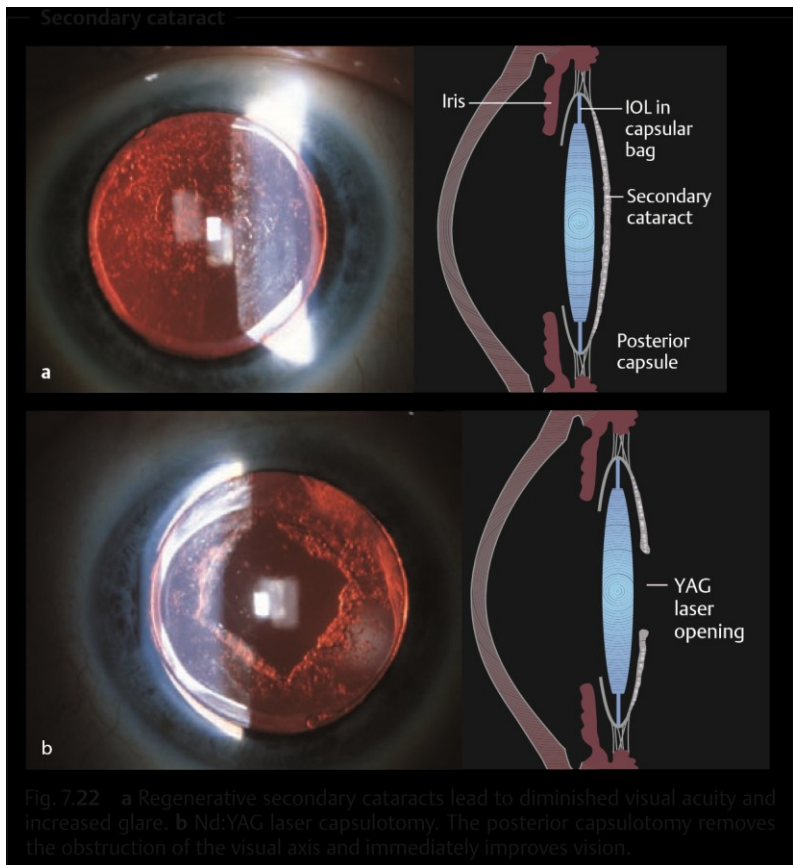 Secondary cataract
Iris
IOL in
capsular
bag
Secondary
cataract
Posterior
capsule
a
YAG
laser
opening
b
Fig. 7.22 a Regenerative secondary cataracts lead to diminished visual acuity and
increased glare. b Nd:YAG laser capsulotomy. The posterior capsulotomy removes
the obstruction of the visual axis and immediately improves vision.